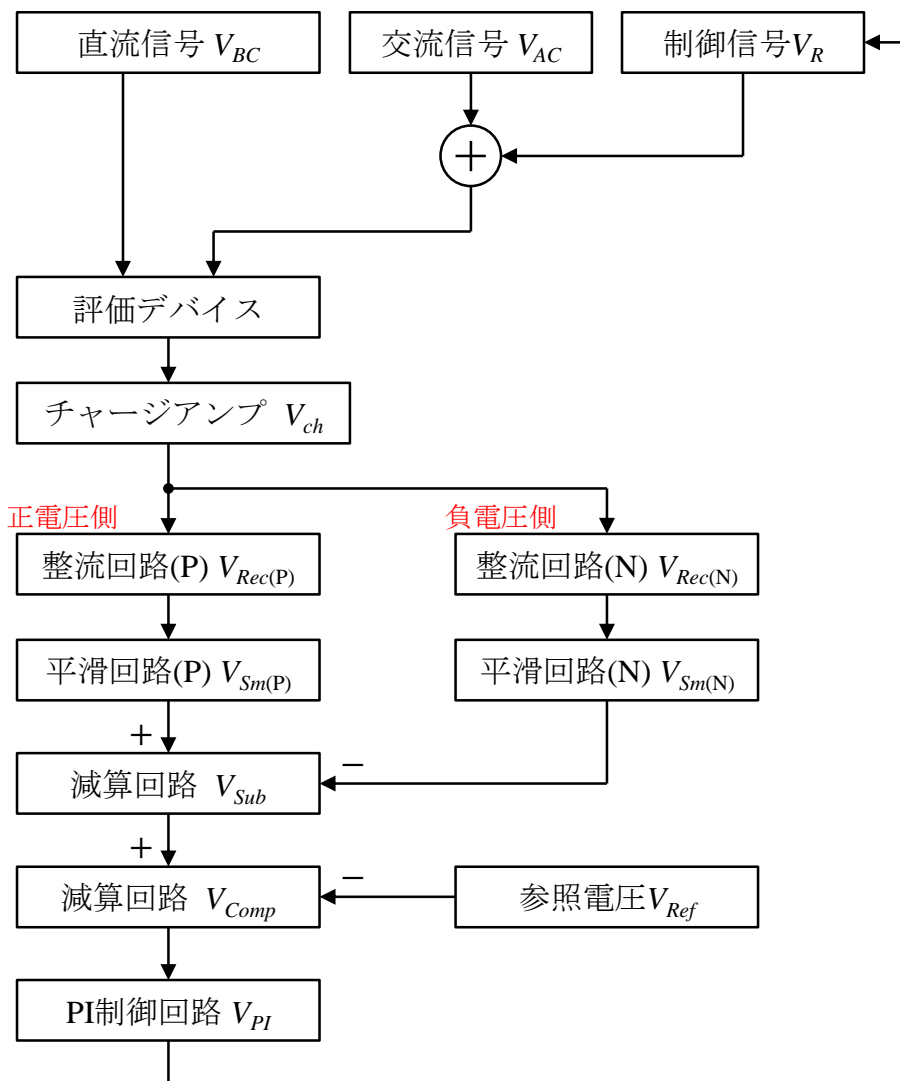 直流信号 V_BC
交流信号 V_AC
制御信号V_R
+
評価デバイス
チャージアンプ V_ch
正電圧側
負電圧側
整流回路(P) V_Rec(P)
整流回路(N) V_Rec(N)
平滑回路(P) V_Sm(P)
平滑回路(N) V_Sm(N)
+
−
減算回路 V_Sub
+
−
減算回路 V_Comp
参照電圧V_Ref
PI制御回路 V_PI